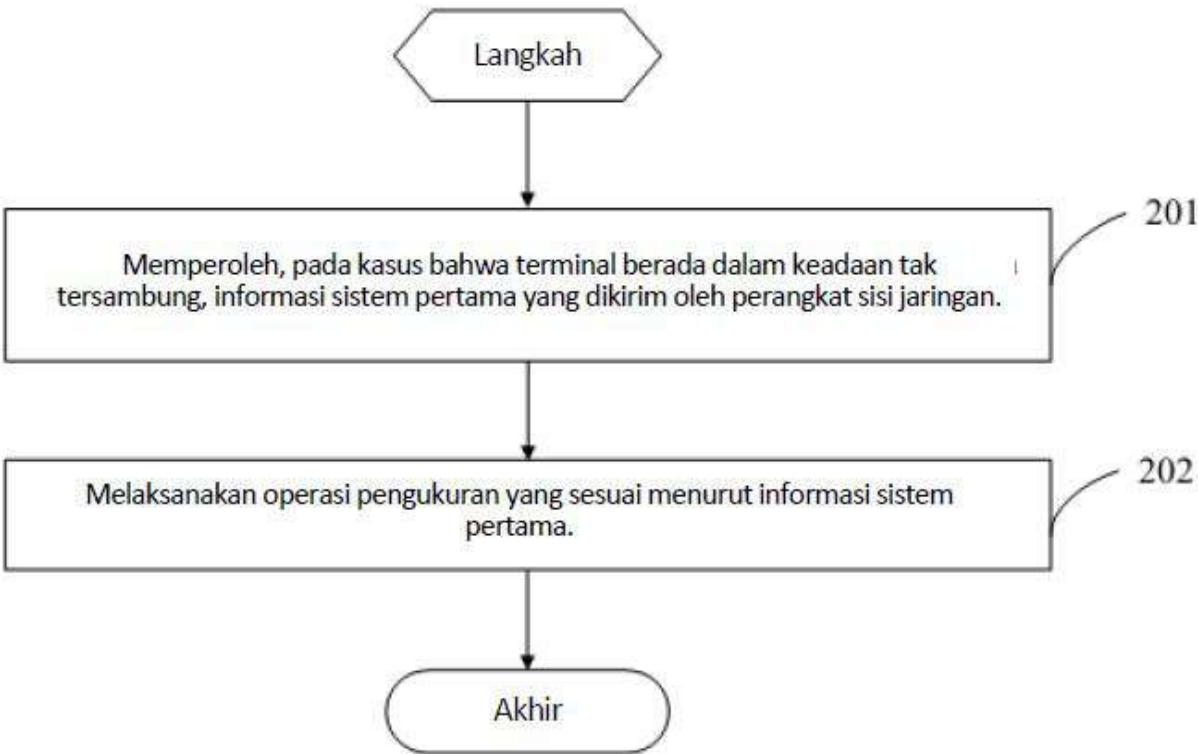 Langkah
201
Memperoleh, pada kasus bahwa terminal berada dalam keadaan tak
tersambung, informasi sistem pertama yang dikirim oleh perangkat sisi jaringan.
202
Melaksanakan operasi pengukuran yang sesuai menurut informasi sistem
pertama.
Akhir